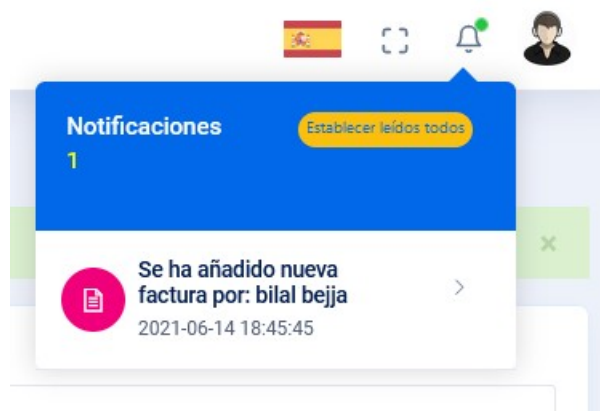 Notificaciones
Establecer leídos todos
1
Se ha añadido nueva
factura por: bilal bejja
2021-06-14 18:45:45